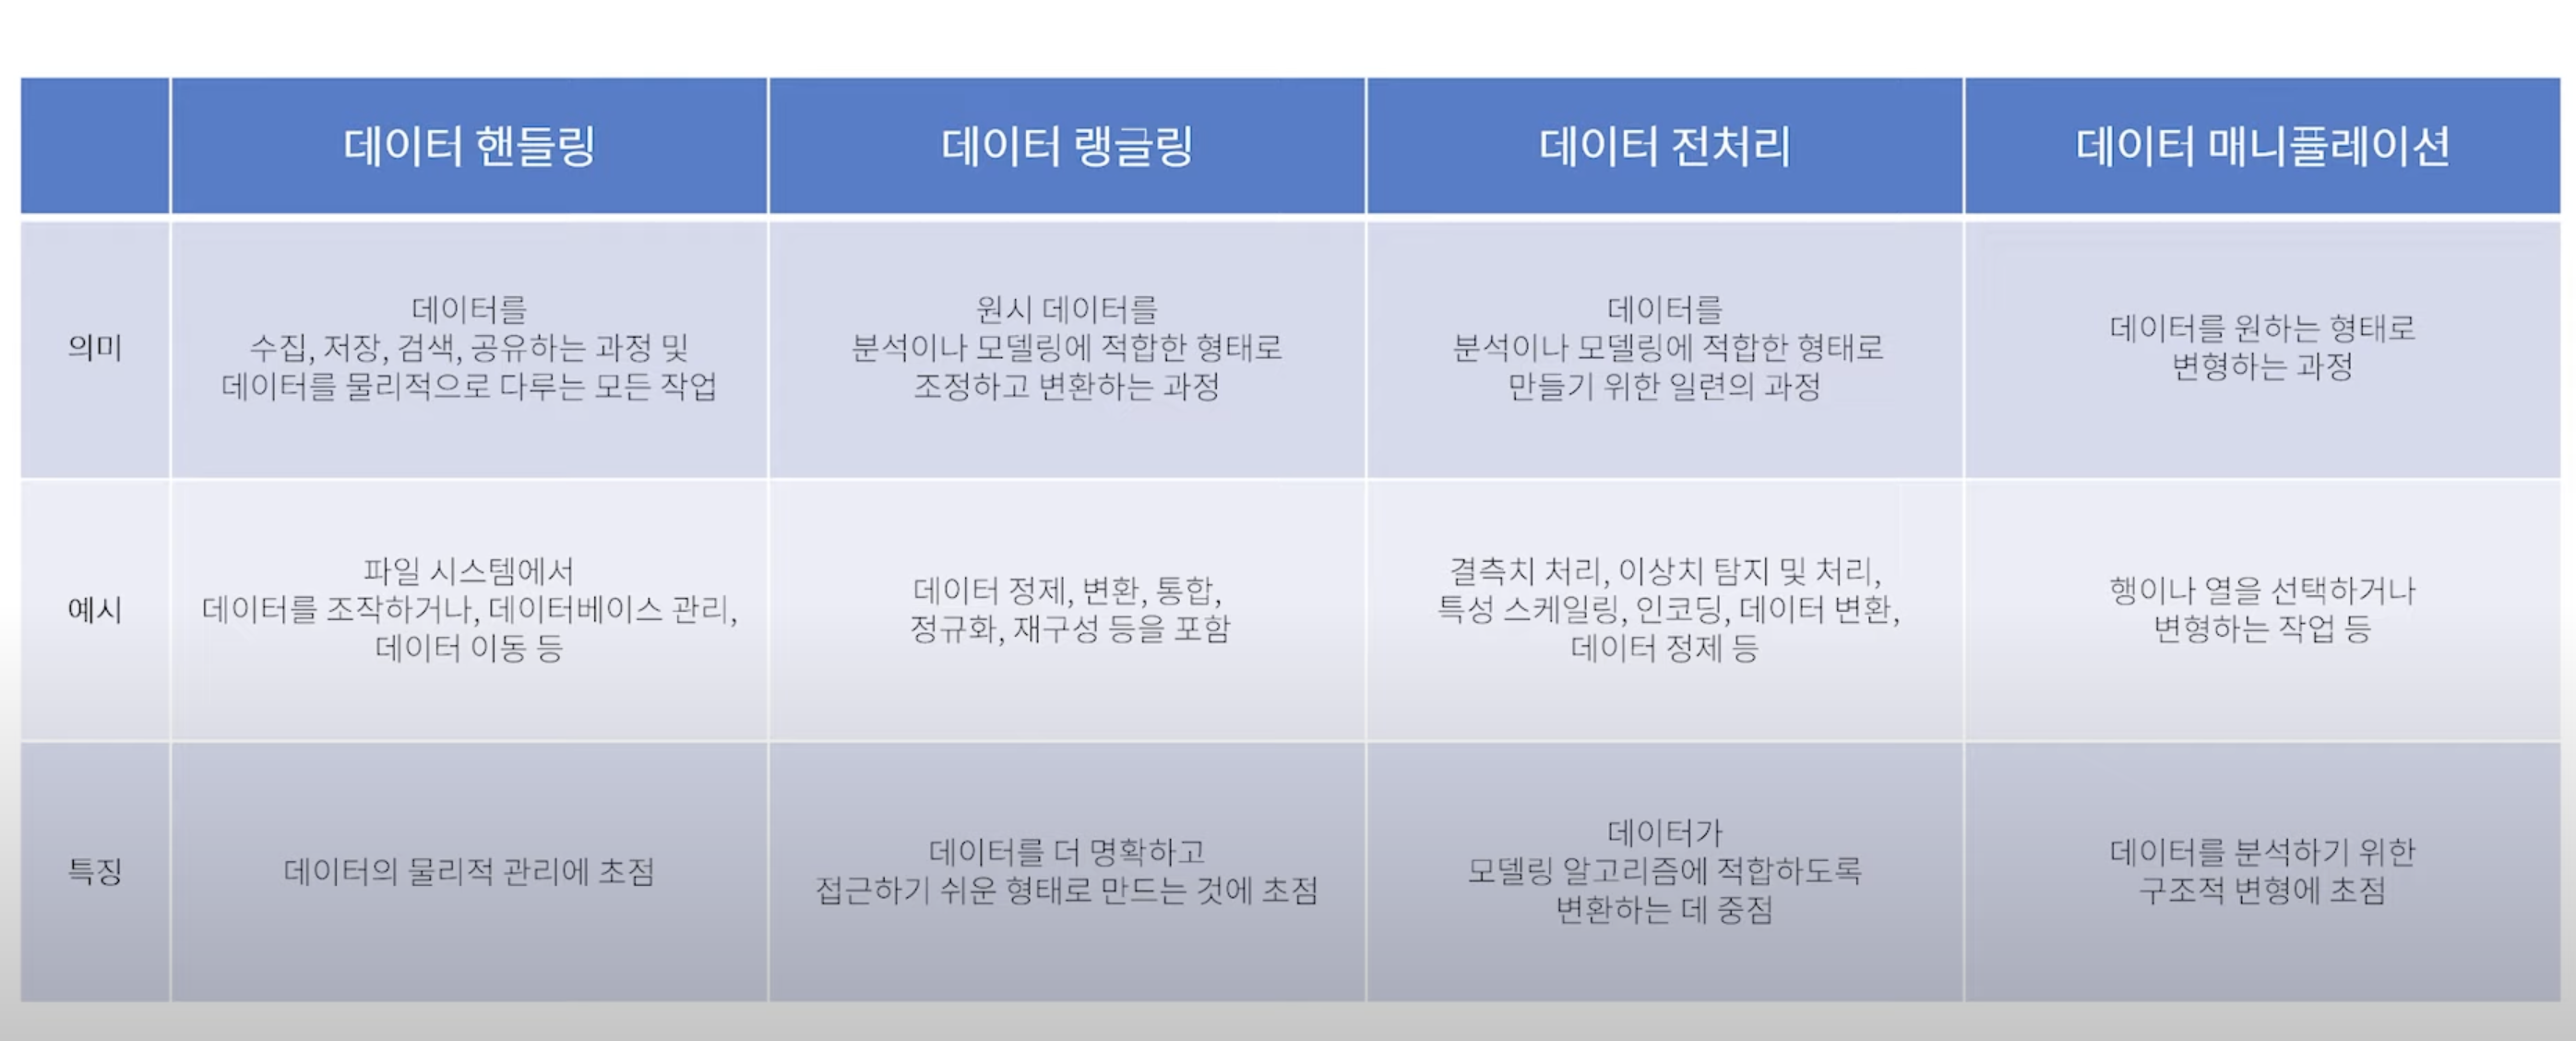 데이터 핸들링
데이터 랭글링
데이터 전처리
데이터 매니퓰레이션
의미
데이터를
수집, 저장, 검색, 공유하는 과정 및
데이터를 물리적으로 다루는 모든 작업
원시 데이터를
분석이나 모델링에 적합한 형태로
조정하고 변환하는 과정
데이터를
분석이나 모델링에 적합한 형태로
만들기 위한 일련의 과정
데이터를 원하는 형태로
변형하는 과정
예시
파일 시스템에서
데이터를 조작하거나, 데이터베이스 관리,
데이터 이동 등
데이터 정제, 변환, 통합,
정규화, 재구성 등을 포함
결측치 처리, 이상치 탐지 및 처리,
특성 스케일링, 인코딩, 데이터 변환,
데이터 정제 등
행이나 열을 선택하거나
변형하는 작업 등
특징
데이터의 물리적 관리에 초점
데이터를 더 명확하고
접근하기 쉬운 형태로 만드는 것에 초점
데이터가
모델링 알고리즘에 적합하도록
변환하는 데 중점
데이터를 분석하기 위한
구조적 변형에 초점